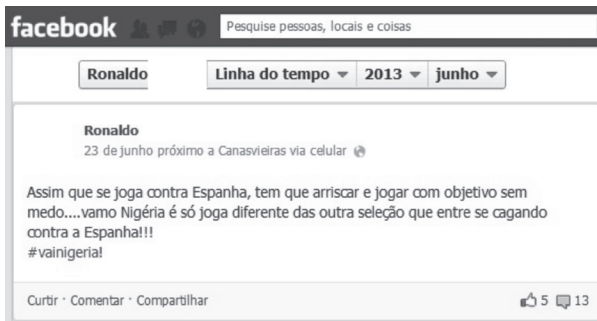 facebook Pesquise pessoas, locais e coisas
Ronaldo Linha do tempo 2013 junho
Ronaldo
23 de junho próximo a Canasvieiras via celular
Assim que se joga contra Espanha, tem que arriscar e jogar com objetivo sem
medo....vamo Nigéria é só joga diferente das outra seleção que entre se cagando
contra a Espanha!!!
#vainigeria!
Curtir · Comentar · Compartilhar 5 13